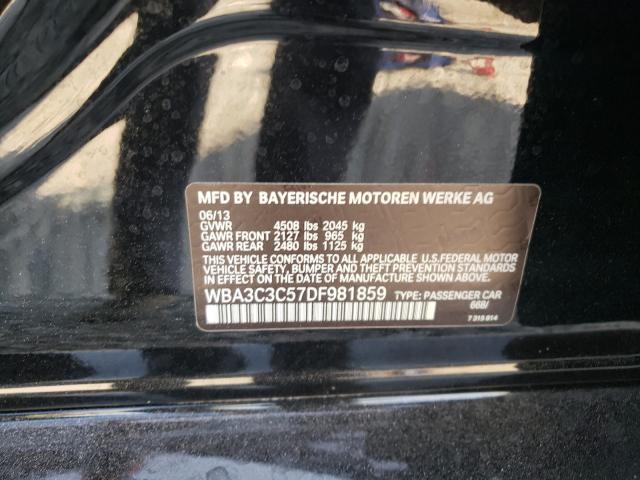 MFD BY BAYERISCHE MOTOREN WERKE AG
06/13
GVWR 4508 lbs 2045 kg
GAWR FRONT 2127 lbs 965 kg
GAWR REAR 2480 lbs 1125 kg
THIS VEHICLE CONFORMS TO ALL APPLICABLE U.S.FEDERAL MOTOR
VEHICLE SAFETY, BUMPER AND THEFT PREVENTION STANDARDS
IN EFFECT ON THE DATE OF MANUFACTURE SHOWN ABOVE.
WBA3C3C57DF981859 TYPE: PASSENGER CAR
668/
7 315 614